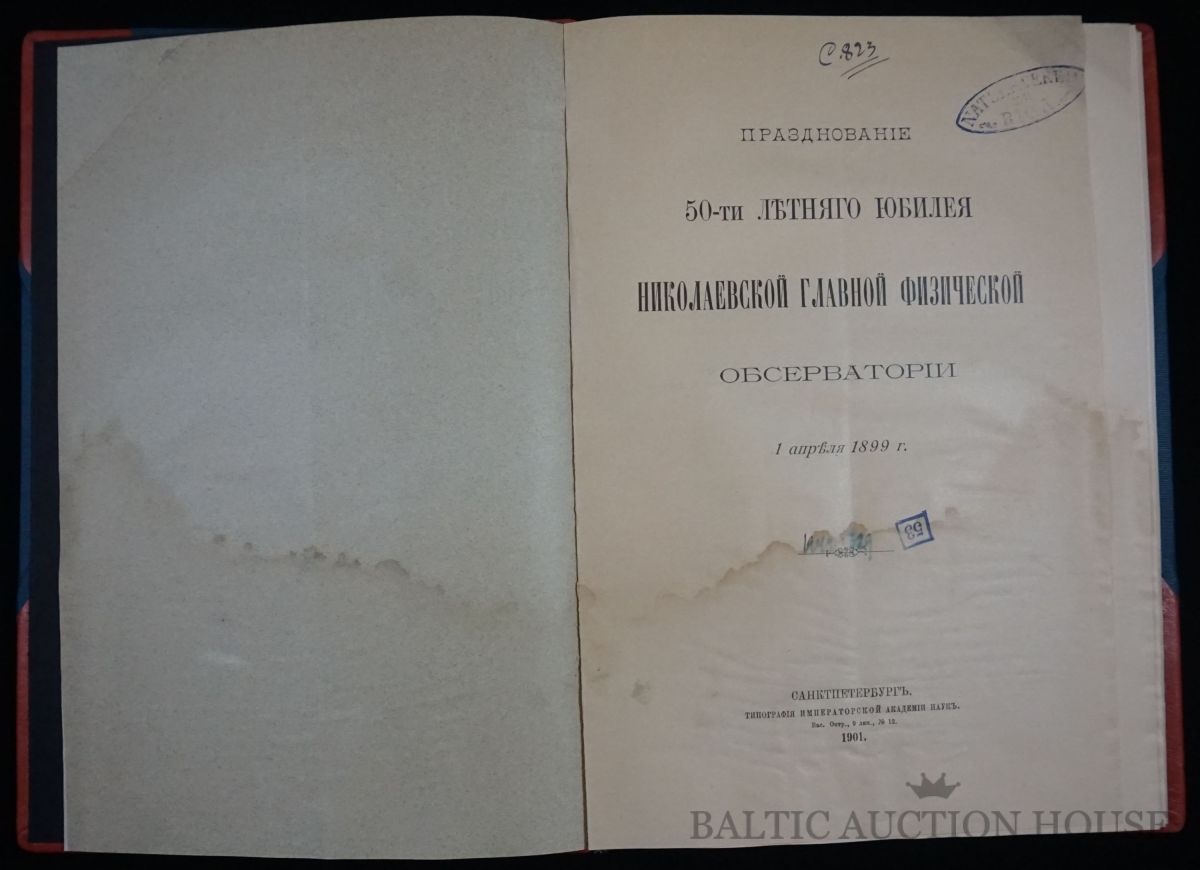 С.823
ПРАЗДНОВАНІЕ
50-ти ЛѢТНЯГО ЮБИЛЕЯ
НИКОЛАЕВСКОЙ ГЛАВНОЙ ФИЗИЧЕСКОЙ
ОБСЕРВАТОРІИ
1 апрѣля 1899 г.
53
САНКТПЕТЕРБУРГЪ.
ТИПОГРАФІЯ ИМПЕРАТОРСКОЙ АКАДЕМІИ НАУКЪ.
Вас. Остр., 9 лин., № 12.
1901.
BALTIC AUCTION HOUSE